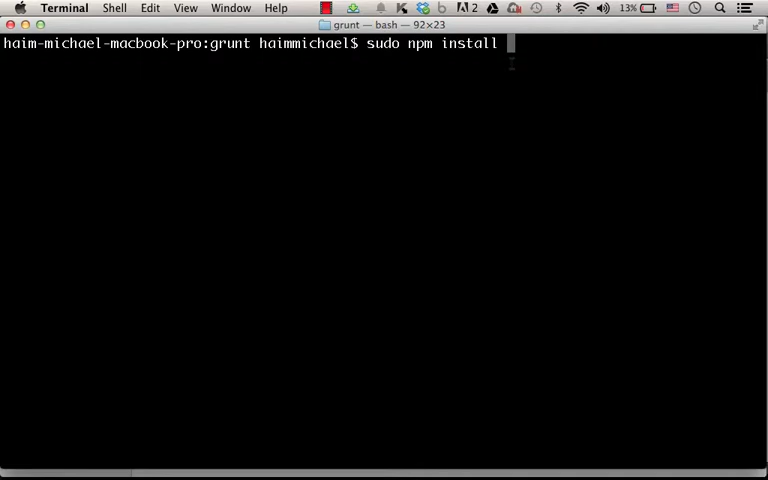 Terminal Shell Edit View Window Help 2 13%
grunt — bash — 92×23
haim-michael-macbook-pro:grunt haimmichael$ sudo npm install